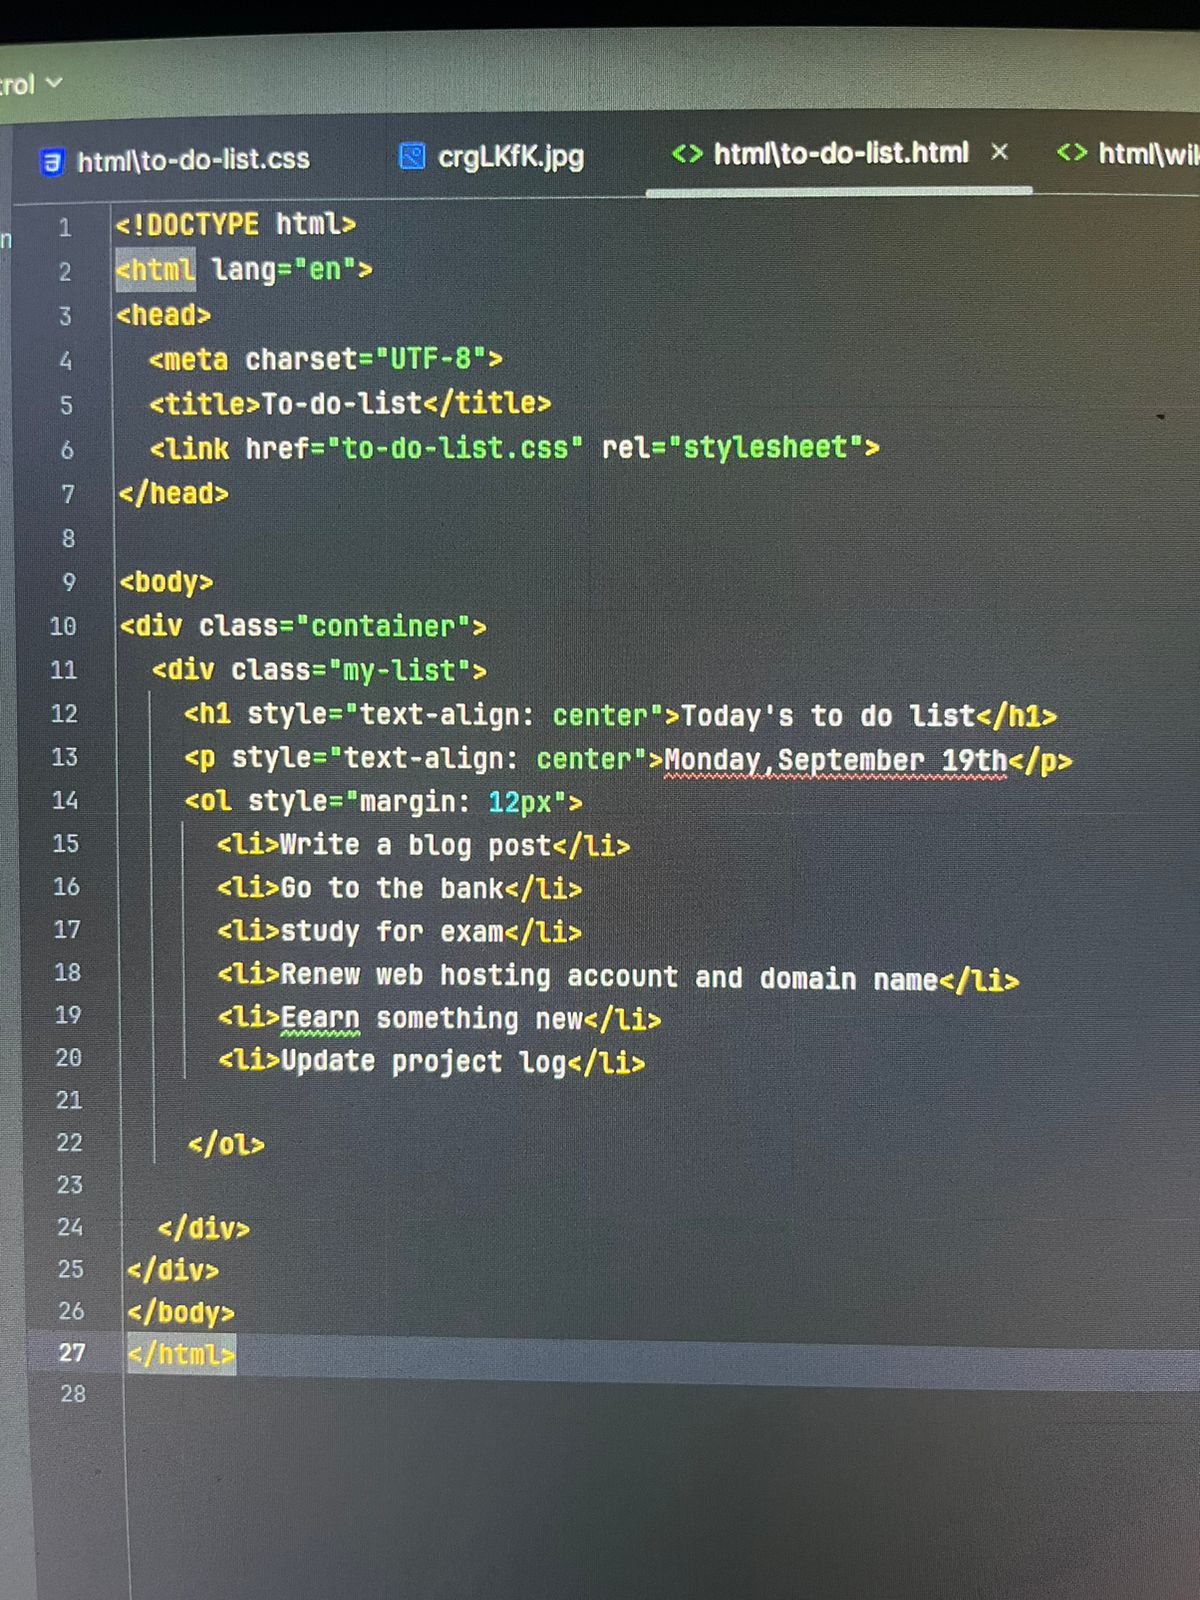 html\to-do-list.css crgLKfK.jpg html\to-do-list.html
1 <!DOCTYPE html>
2 <html lang="en">
3 <head>
4 <meta charset="UTF-8">
5 <title>To-do-list</title>
6 <link href="to-do-list.css" rel="stylesheet">
7 </head>
8
9 <body>
10 <div class="container">
11 <div class="my-list">
12 <h1 style="text-align: center">Today's to do list</h1>
13 <p style="text-align: center">Monday,September 19th</p>
14 <ol style="margin: 12px">
15 <li>Write a blog post</li>
16 <li>Go to the bank</li>
17 <li>study for exam</li>
18 <li>Renew web hosting account and domain name</li>
19 <li>Eearn something new</li>
20 <li>Update project log</li>
21
22 </ol>
23
24 </div>
25 </div>
26 </body>
27 </html>
28